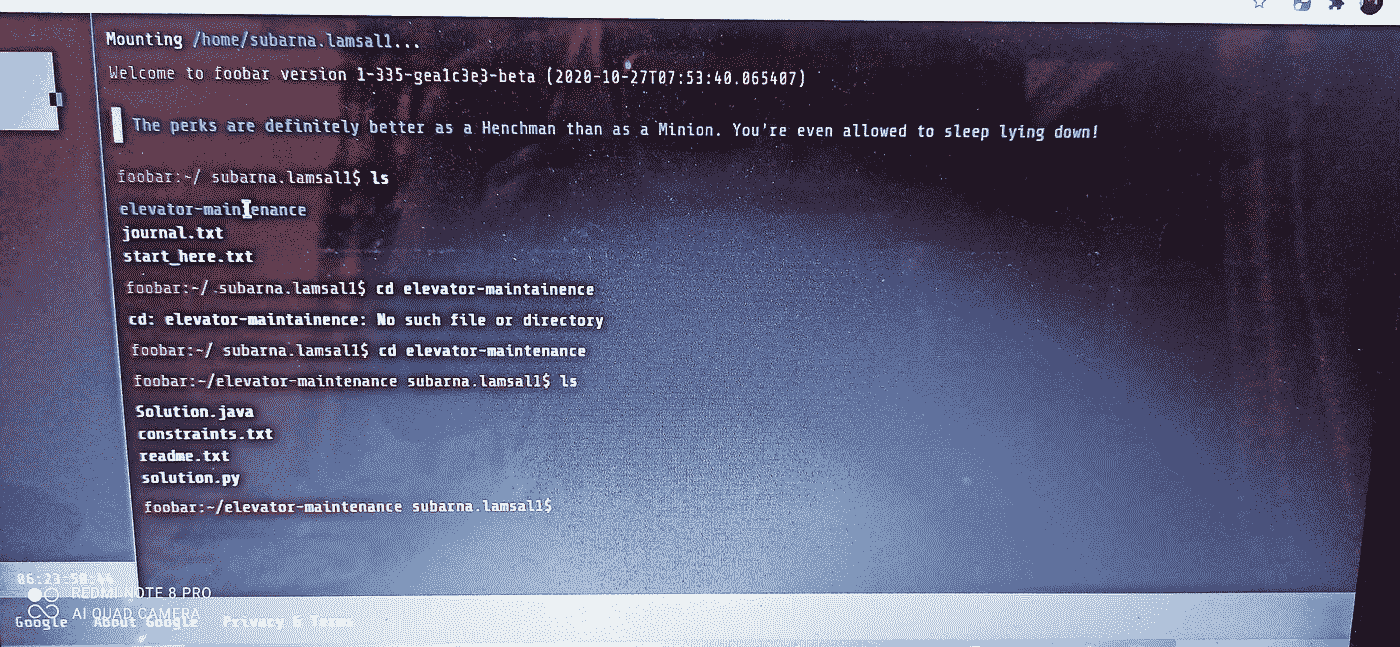 Mounting /home/subarna.lamsal1...
Welcome to foobar version 1-335-gea1c3e3-beta (2020-10-27T07:53:40.065407)
The perks are definitely better as a Henchman than as a Minion. You're even allowed to sleep lying down!
foobar:~/ subarna.lamsal1$ ls
elevator-maintenance
journal.txt
start_here.txt
foobar:~/ subarna.lamsal1$ cd elevator-maintainence
cd: elevator-maintainence: No such file or directory
foobar:~/ subarna.lamsal1$ cd elevator-maintenance
foobar:~/elevator-maintenance subarna.lamsal1$ ls
Solution.java
constraints.txt
readme.txt
solution.py
foobar:~/elevator-maintenance subarna.lamsal1$
REDMI NOTE 8 PRO
AI QUAD CAMERA
Google About Google Privacy & Terms